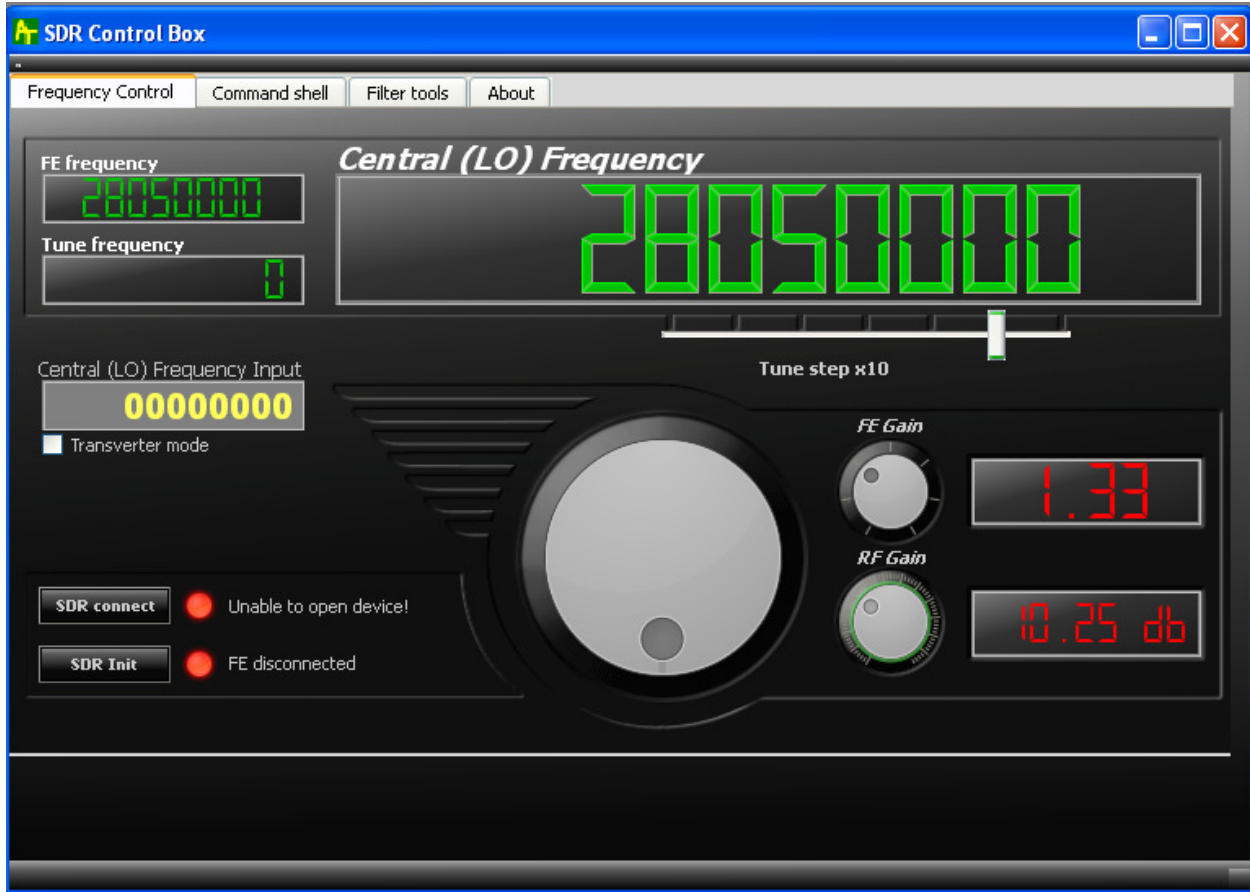 SDR Control Box
Frequency Control Command shell Filter tools About
FE frequency
28050000
Tune frequency
0
Central (LO) Frequency
28050000
Tune step x10
Central (LO) Frequency Input
00000000
Transverter mode
FE Gain
1.33
RF Gain
10.25 db
SDR connect Unable to open device!
SDR Init FE disconnected